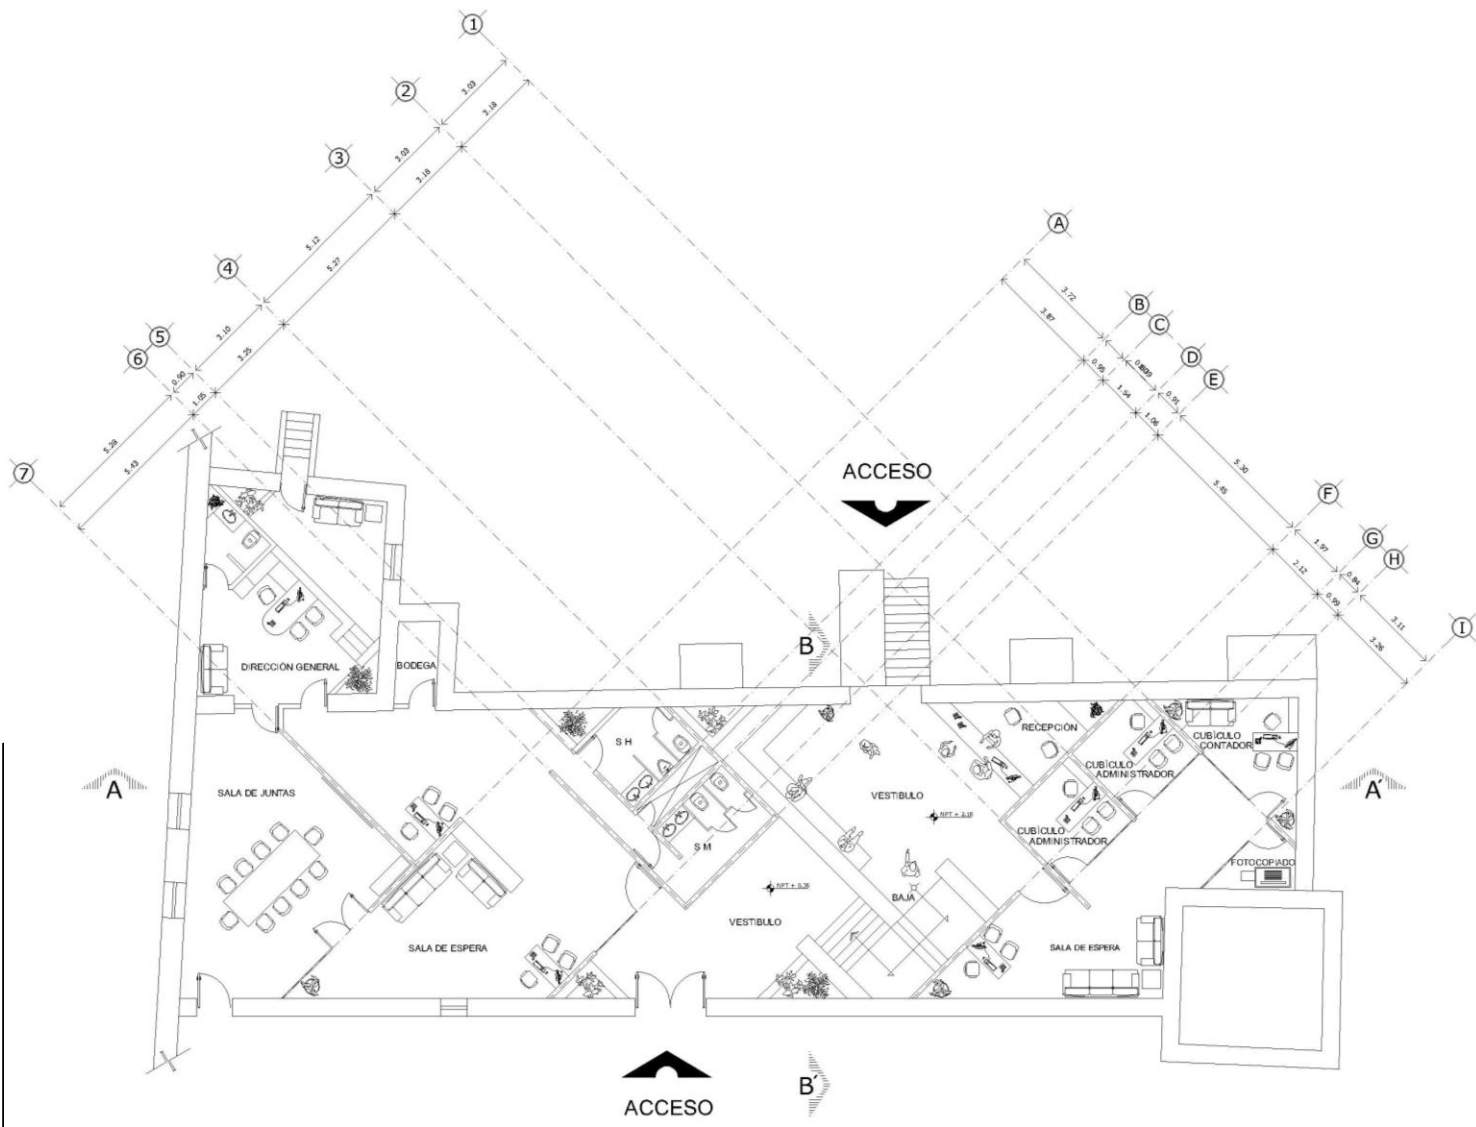 1
2
3
4
5
6
7
3.03
3.18
3.03
3.18
5.12
5.27
3.10
3.25
0.90
1.05
5.28
5.43
A
B
C
D
E
F
G
H
I
3.72
3.87
0.95
1.54
0.91
1.06
5.30
5.45
1.97
2.12
0.84
0.99
3.11
3.26
ACCESO
B
DIRECCIÓN GENERAL
BODEGA
S H
RECEPCIÓN
CUBÍCULO
CONTADOR
CUBÍCULO
ADMINISTRADOR
A
SALA DE JUNTAS
VESTIBULO
A´
CUBÍCULO
ADMINISTRADOR
S M
FOTOCOPIADO
BAJA
VESTIBULO
SALA DE ESPERA
SALA DE ESPERA
B´
ACCESO